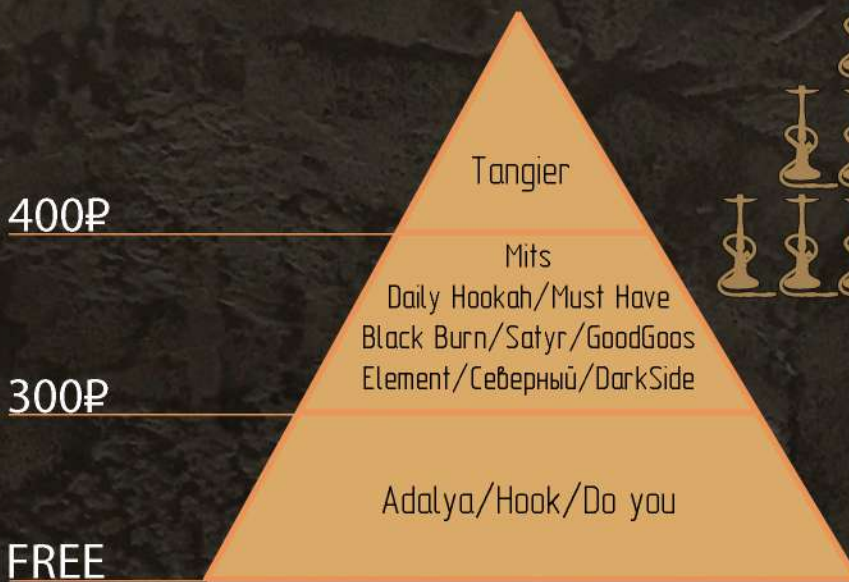 Tangier
400₽
Mits
Daily Hookah/Must Have
Black Burn/Satyr/GoodGoos
Element/Северный/DarkSide
300₽
Adalya/Hook/Do you
FREE